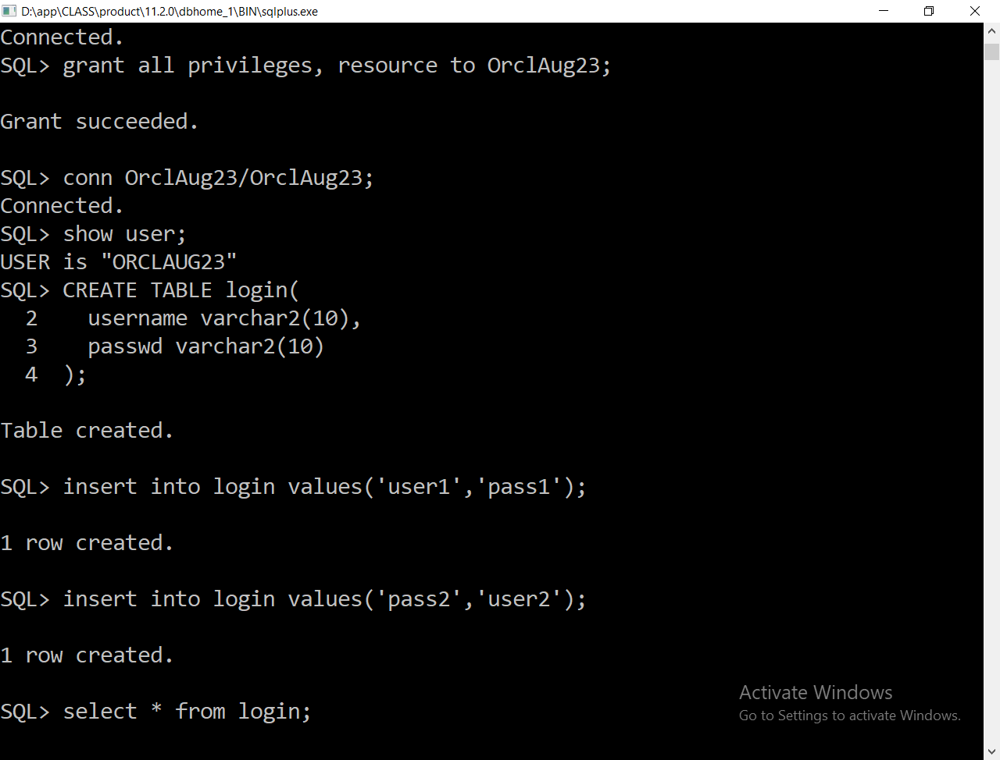 D:\app\CLASS\product\11.2.0\dbhome_1\BIN\sqlplus.exe
Connected.
SQL> grant all privileges, resource to OrclAug23;
Grant succeeded.
SQL> conn OrclAug23/OrclAug23;
Connected.
SQL> show user;
USER is "ORCLAUG23"
SQL> CREATE TABLE login(
  2    username varchar2(10),
  3    passwd varchar2(10)
  4  );
Table created.
SQL> insert into login values('user1','pass1');
1 row created.
SQL> insert into login values('pass2','user2');
1 row created.
SQL> select * from login;
Activate Windows
Go to Settings to activate Windows.